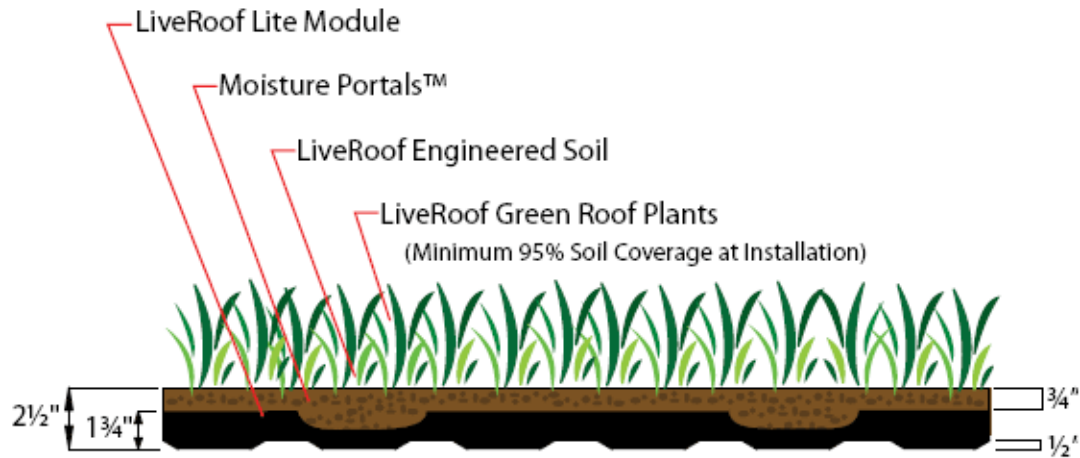 LiveRoof Lite Module
Moisture Portals™
LiveRoof Engineered Soil
LiveRoof Green Roof Plants
(Minimum 95% Soil Coverage at Installation)
2½"
1¾"
¾"
½"